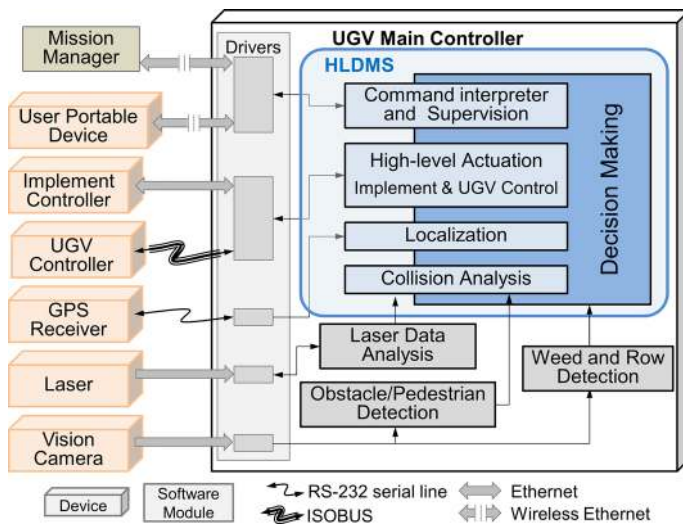 UGV Main Controller
Mission
Manager
Drivers
HLDMS
User Portable
Device
Command interpreter
and Supervision
Implement
Controller
High-level Actuation
Implement & UGV Control
Decision Making
UGV
Controller
Localization
Collision Analysis
GPS
Receiver
Laser Data
Analysis
Weed and Row
Detection
Laser
Obstacle/Pedestrian
Detection
Vision
Camera
Device
Software
Module
RS-232 serial line
ISOBUS
Ethernet
Wireless Ethernet